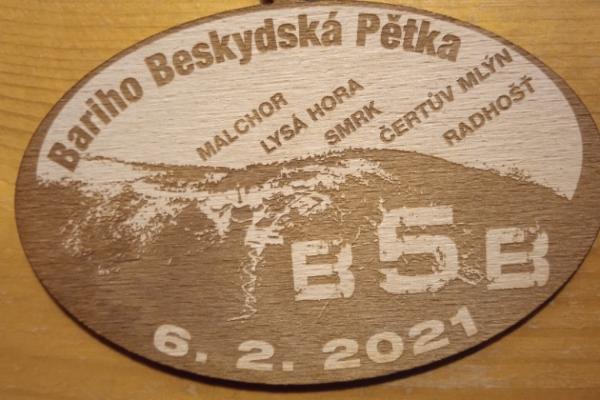 Bariho Beskydská Pětka
MALCHOR
LYSÁ HORA
SMRK
ČERTŮV MLÝN
RADHOŠŤ
B5B
6. 2. 2021